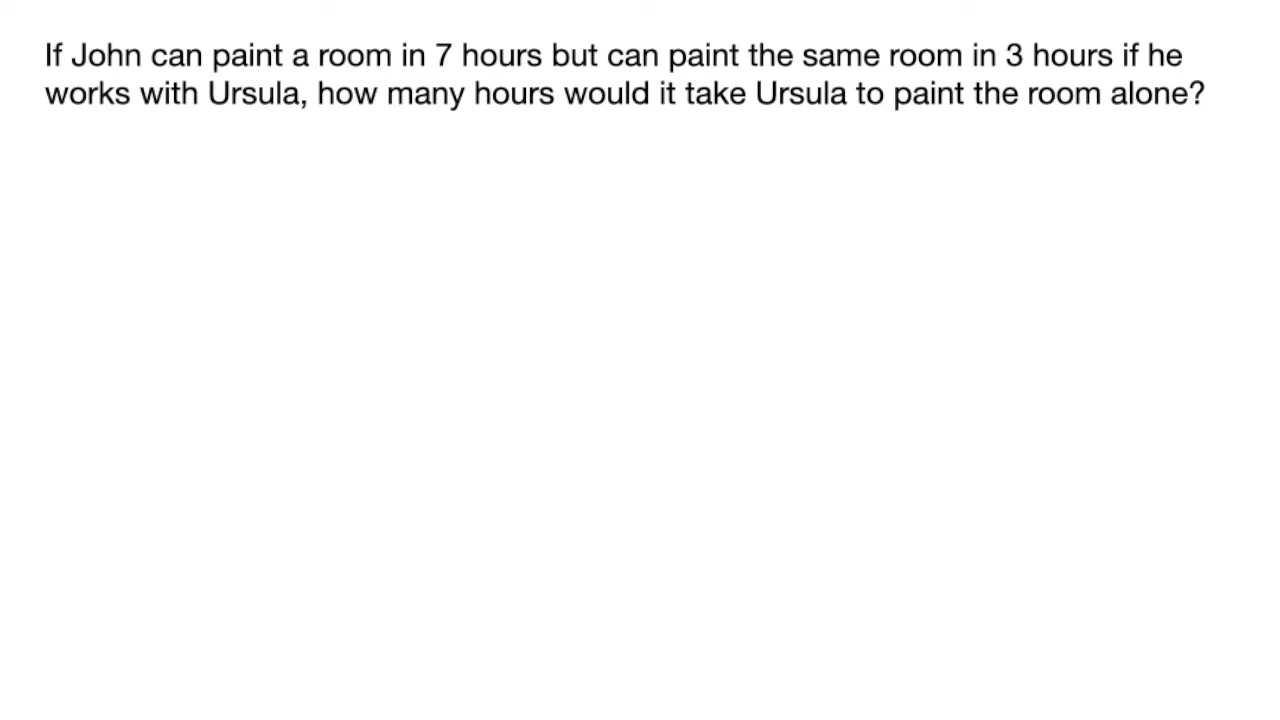 If John can paint a room in 7 hours but can paint the same room in 3 hours if he
works with Ursula, how many hours would it take Ursula to paint the room alone?